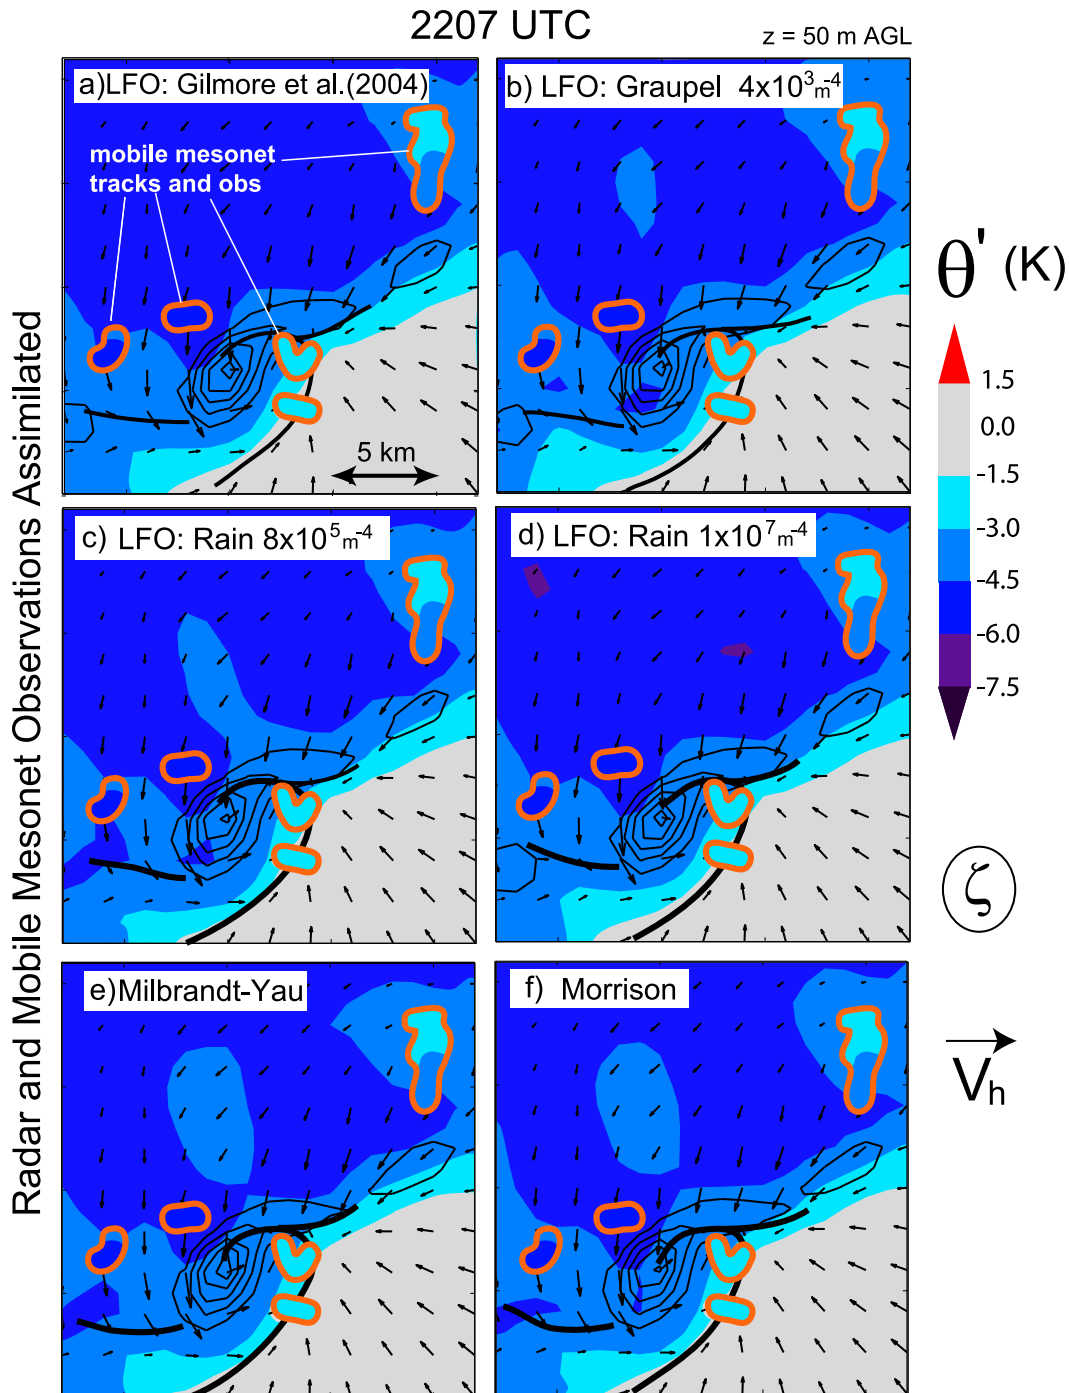 2207 UTC
z = 50 m AGL
Radar and Mobile Mesonet Observations Assimilated
a)LFO: Gilmore et al.(2004)
mobile mesonet
tracks and obs
5 km
b) LFO: Graupel 4x10³m⁻⁴
c) LFO: Rain 8x10⁵m⁻⁴
d) LFO: Rain 1x10⁷m⁻⁴
e)Milbrandt-Yau
f) Morrison
θ' (K)
1.5
0.0
-1.5
-3.0
-4.5
-6.0
-7.5
ζ
Vₕ